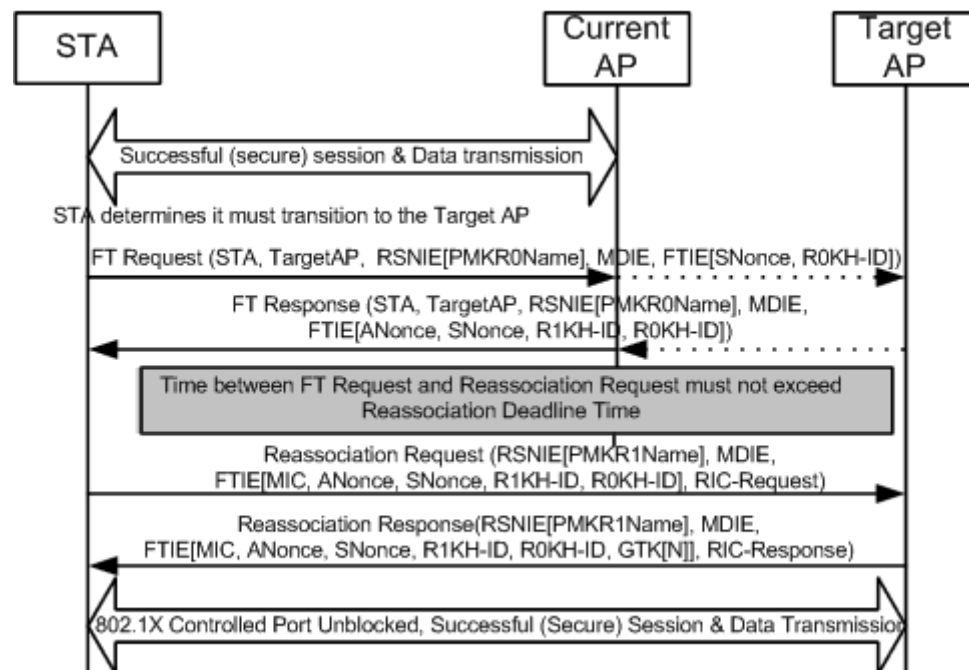 STA
Current
AP
Target
AP
Successful (secure) session & Data transmission
STA determines it must transition to the Target AP
FT Request (STA, TargetAP, RSNIE[PMKR0Name], MDIE, FTIE[SNonce, R0KH-ID])
FT Response (STA, TargetAP, RSNIE[PMKR0Name], MDIE,
FTIE[ANonce, SNonce, R1KH-ID, R0KH-ID])
Time between FT Request and Reassociation Request must not exceed
Reassociation Deadline Time
Reassociation Request (RSNIE[PMKR1Name], MDIE,
FTIE[MIC, ANonce, SNonce, R1KH-ID, R0KH-ID], RIC-Request)
Reassociation Response(RSNIE[PMKR1Name], MDIE,
FTIE[MIC, ANonce, SNonce, R1KH-ID, R0KH-ID, GTK[N]], RIC-Response)
802.1X Controlled Port Unblocked, Successful (Secure) Session & Data Transmission